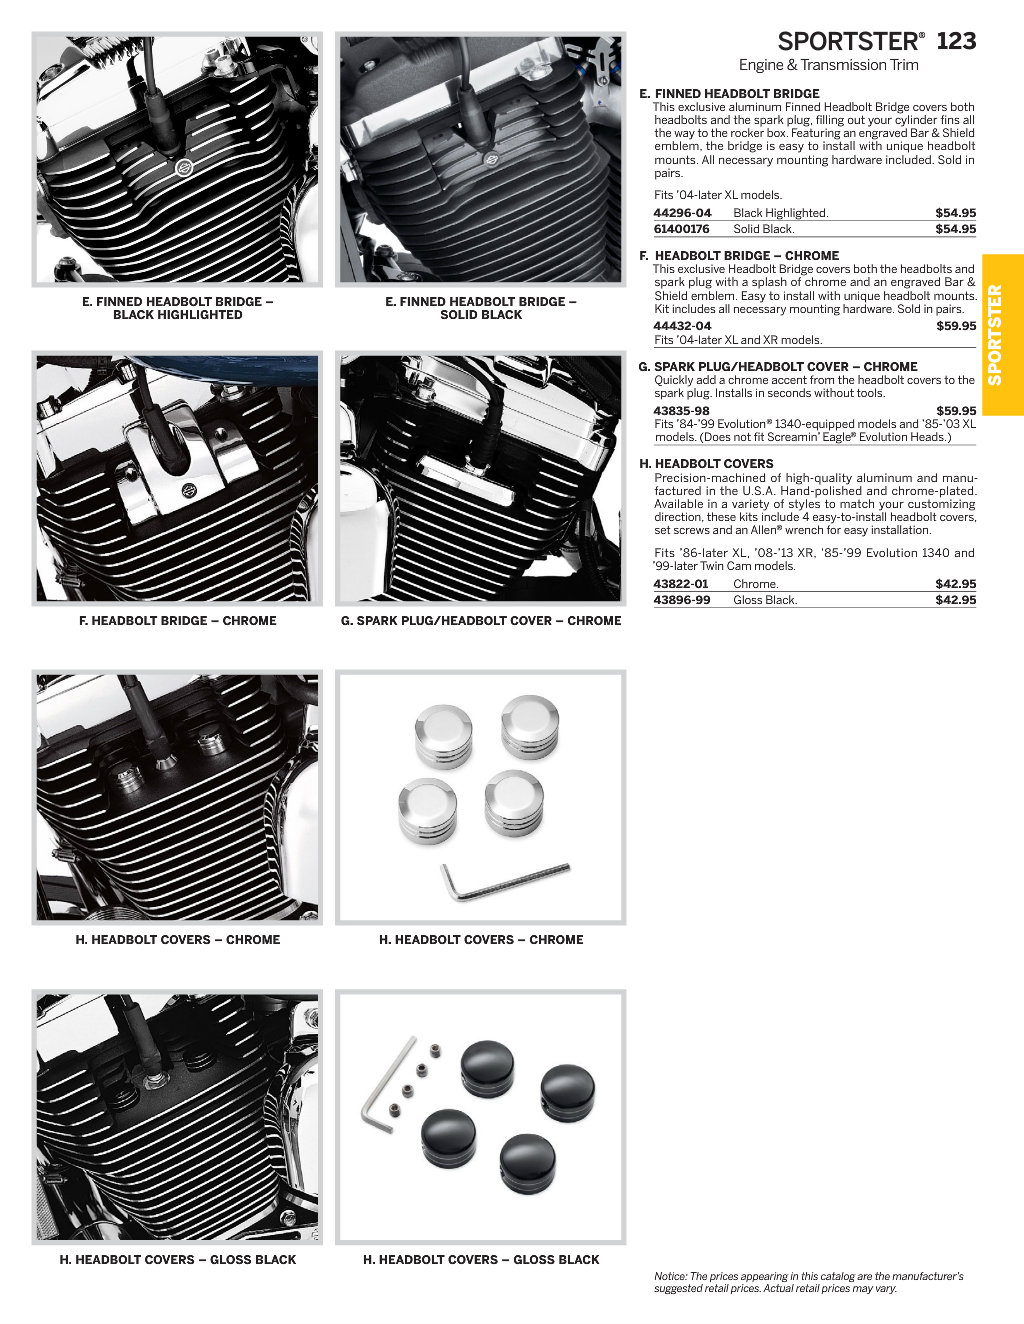 SPORTSTER® 123
Engine & Transmission Trim
E. FINNED HEADBOLT BRIDGE –
BLACK HIGHLIGHTED
E. FINNED HEADBOLT BRIDGE –
SOLID BLACK
F. HEADBOLT BRIDGE – CHROME
G. SPARK PLUG/HEADBOLT COVER – CHROME
H. HEADBOLT COVERS – CHROME
H. HEADBOLT COVERS – CHROME
H. HEADBOLT COVERS – GLOSS BLACK
H. HEADBOLT COVERS – GLOSS BLACK
E. FINNED HEADBOLT BRIDGE
This exclusive aluminum Finned Headbolt Bridge covers both
headbolts and the spark plug, filling out your cylinder fins all
the way to the rocker box. Featuring an engraved Bar & Shield
emblem, the bridge is easy to install with unique headbolt
mounts. All necessary mounting hardware included. Sold in
pairs.
Fits ’04-later XL models.
44296-04 Black Highlighted. $54.95
61400176 Solid Black. $54.95
F. HEADBOLT BRIDGE – CHROME
This exclusive Headbolt Bridge covers both the headbolts and
spark plug with a splash of chrome and an engraved Bar &
Shield emblem. Easy to install with unique headbolt mounts.
Kit includes all necessary mounting hardware. Sold in pairs.
44432-04 $59.95
Fits ’04-later XL and XR models.
G. SPARK PLUG/HEADBOLT COVER – CHROME
Quickly add a chrome accent from the headbolt covers to the
spark plug. Installs in seconds without tools.
43835-98 $59.95
Fits ’84-’99 Evolution® 1340-equipped models and ’85-’03 XL
models. (Does not fit Screamin’ Eagle® Evolution Heads.)
H. HEADBOLT COVERS
Precision-machined of high-quality aluminum and manu-
factured in the U.S.A. Hand-polished and chrome-plated.
Available in a variety of styles to match your customizing
direction, these kits include 4 easy-to-install headbolt covers,
set screws and an Allen® wrench for easy installation.
Fits ’86-later XL, ’08-’13 XR, ’85-’99 Evolution 1340 and
’99-later Twin Cam models.
43822-01 Chrome. $42.95
43896-99 Gloss Black. $42.95
SPORTSTER
Notice: The prices appearing in this catalog are the manufacturer’s
suggested retail prices. Actual retail prices may vary.